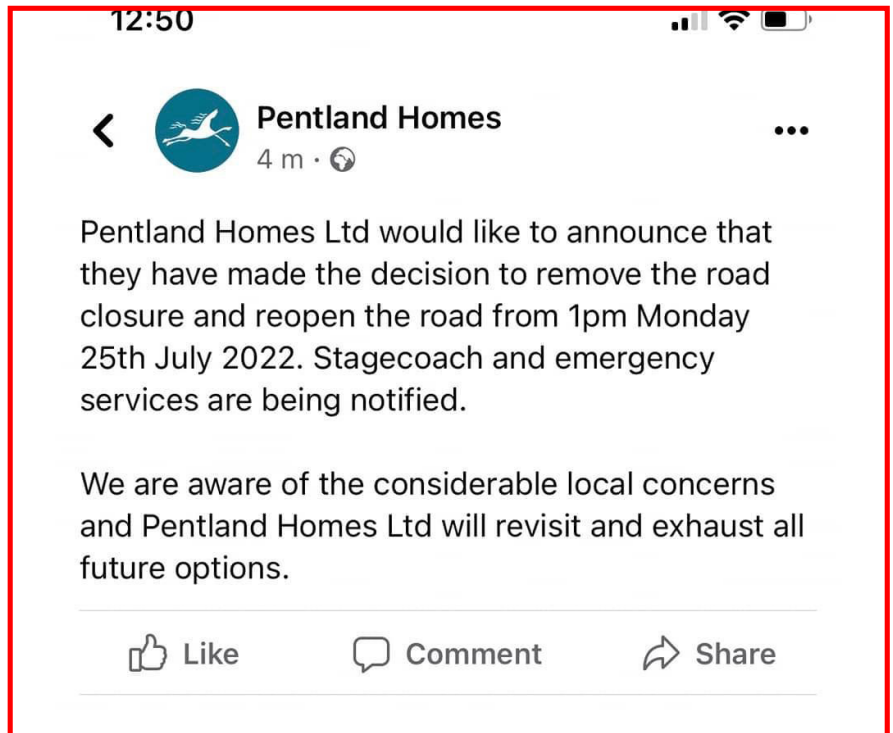 12:50
Pentland Homes
4 m ·
Pentland Homes Ltd would like to announce that
they have made the decision to remove the road
closure and reopen the road from 1pm Monday
25th July 2022. Stagecoach and emergency
services are being notified.
We are aware of the considerable local concerns
and Pentland Homes Ltd will revisit and exhaust all
future options.
Like Comment Share